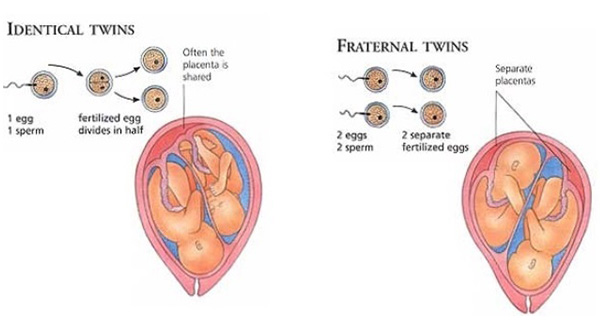 IDENTICAL TWINS
Often the
placenta is
shared
1 egg
1 sperm
fertilized egg
divides in half
FRATERNAL TWINS
Separate
placentas
2 eggs
2 sperm
2 separate
fertilized eggs